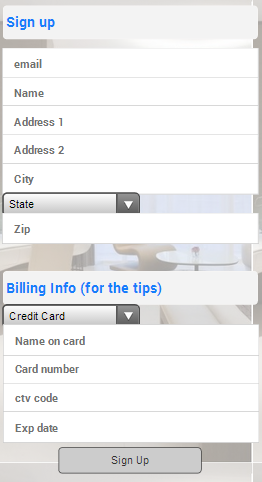 Sign up
email
Name
Address 1
Address 2
City
State
Zip
Billing Info (for the tips)
Credit Card
Name on card
Card number
ctv code
Exp date
Sign Up